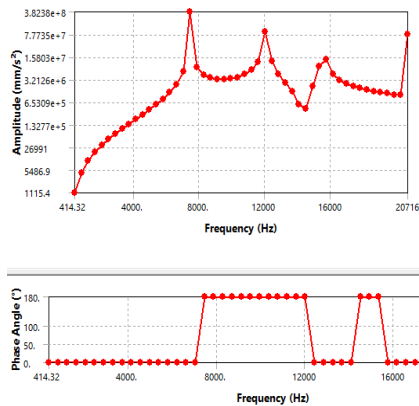 Amplitude (mm/s²)
3.8238e+8
7.7735e+7
1.5803e+7
3.2126e+6
6.5309e+5
1.3277e+5
26991
5486.9
1115.4
414.32 4000. 8000. 12000 16000 20716
Frequency (Hz)
Phase Angle (°)
180.
100.
50.
0.
414.32 4000. 8000. 12000 16000
Frequency (Hz)